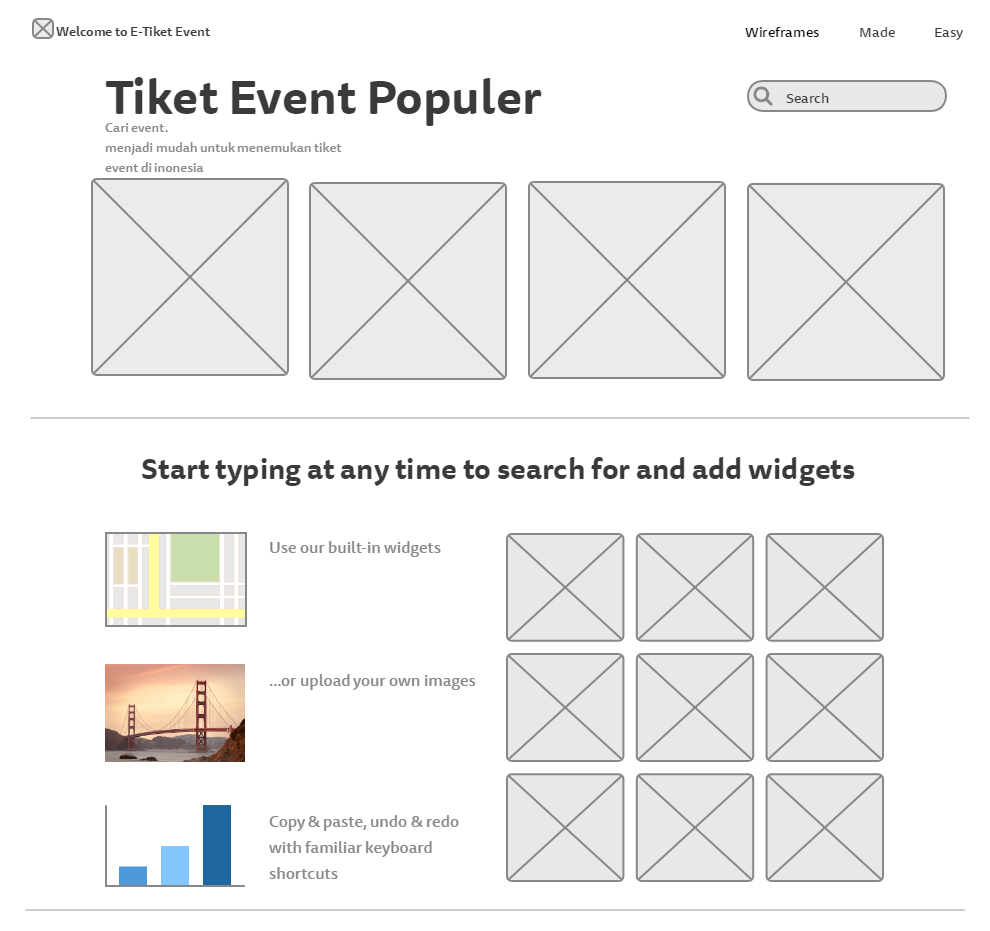 Welcome to E-Tiket Event
Wireframes
Made
Easy
Tiket Event Populer
Search
Cari event.
menjadi mudah untuk menemukan tiket
event di inonesia
Start typing at any time to search for and add widgets
Use our built-in widgets
...or upload your own images
Copy & paste, undo & redo
with familiar keyboard
shortcuts